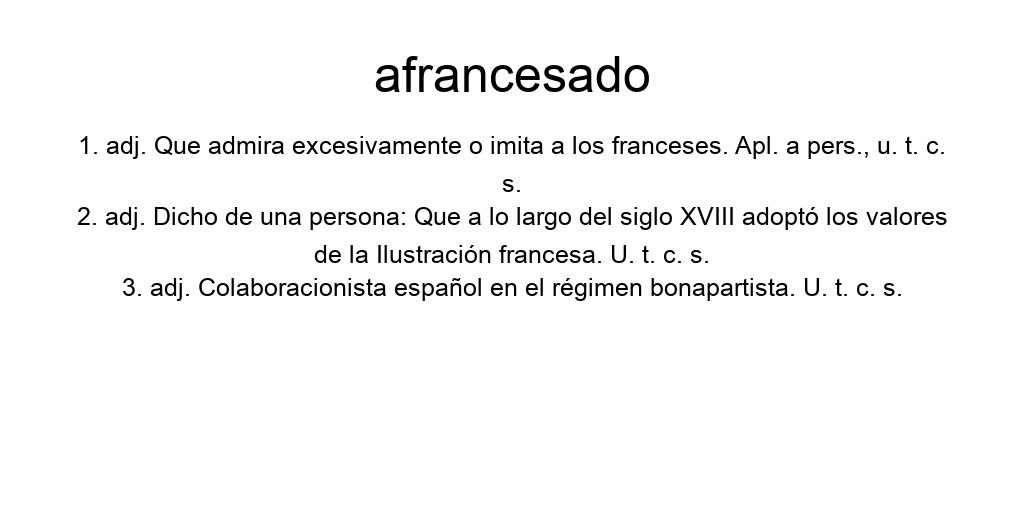 afrancesado
1. adj. Que admira excesivamente o imita a los franceses. Apl. a pers., u. t. c.
s.
2. adj. Dicho de una persona: Que a lo largo del siglo XVIII adoptó los valores
de la Ilustración francesa. U. t. c. s.
3. adj. Colaboracionista español en el régimen bonapartista. U. t. c. s.